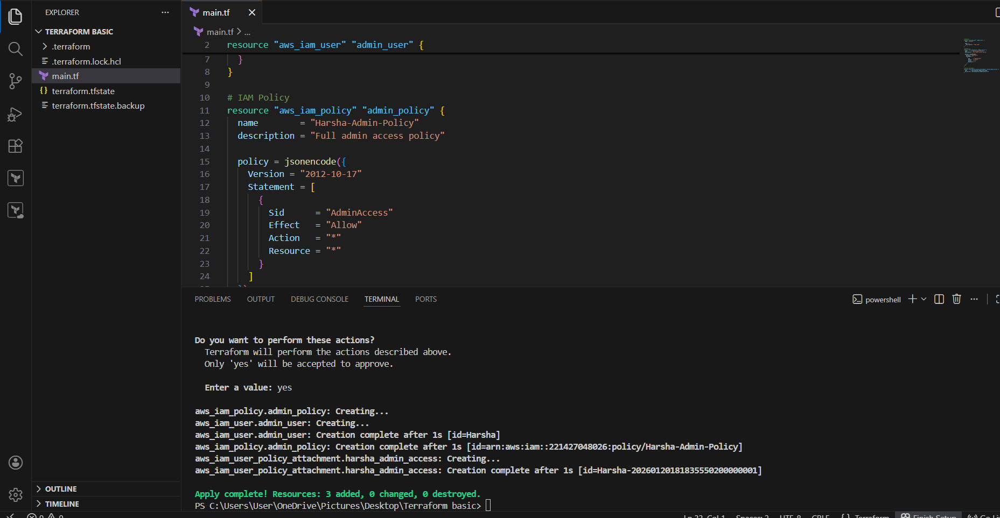 EXPLORER
TERRAFORM BASIC
.terraform
.terraform.lock.hcl
main.tf
terraform.tfstate
terraform.tfstate.backup
OUTLINE
TIMELINE
main.tf
main.tf > ...
2 resource "aws_iam_user" "admin_user" {
7 }
8 }
9
10 # IAM Policy
11 resource "aws_iam_policy" "admin_policy" {
12 name = "Harsha-Admin-Policy"
13 description = "Full admin access policy"
14
15 policy = jsonencode({
16 Version = "2012-10-17"
17 Statement = [
18 {
19 Sid = "AdminAccess"
20 Effect = "Allow"
21 Action = "*"
22 Resource = "*"
23 }
24 ]
PROBLEMS OUTPUT DEBUG CONSOLE TERMINAL PORTS
powershell
Do you want to perform these actions?
Terraform will perform the actions described above.
Only 'yes' will be accepted to approve.
Enter a value: yes
aws_iam_policy.admin_policy: Creating...
aws_iam_user.admin_user: Creating...
aws_iam_user.admin_user: Creation complete after 1s [id=Harsha]
aws_iam_policy.admin_policy: Creation complete after 1s [id=arn:aws:iam::221427048026:policy/Harsha-Admin-Policy]
aws_iam_user_policy_attachment.harsha_admin_access: Creating...
aws_iam_user_policy_attachment.harsha_admin_access: Creation complete after 1s [id=Harsha-20260120181835550200000001]
Apply complete! Resources: 3 added, 0 changed, 0 destroyed.
PS C:\Users\User\OneDrive\Pictures\Desktop\Terraform basic>